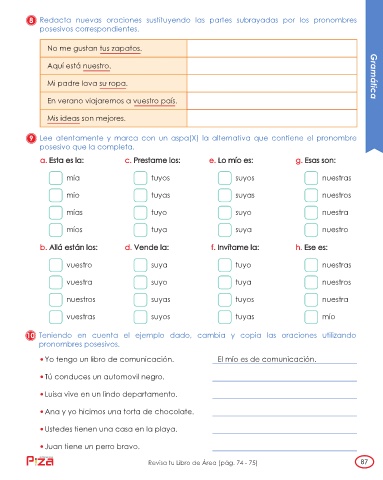 8 Redacta nuevas oraciones sustituyendo las partes subrayadas por los pronombres
posesivos correspondientes.
No me gustan tus zapatos.
Aquí está nuestro.
Mi padre lava su ropa.
En verano viajaremos a vuestro país.
Mis ideas son mejores.
Gramática
9 Lee atentamente y marca con un aspa(X) la alternativa que contiene el pronombre
posesivo que la completa.
a. Esta es la: c. Prestame los: e. Lo mío es: g. Esas son:
mía tuyos suyos nuestras
mío tuyas suyas nuestros
mías tuyo suyo nuestra
míos tuya suya nuestro
b. Allá están los: d. Vende la: f. Invítame la: h. Ese es:
vuestro suya tuyo nuestras
vuestra suyo tuya nuestros
nuestros suyas tuyos nuestra
vuestras suyos tuyas mío
10 Teniendo en cuenta el ejemplo dado, cambia y copia las oraciones utilizando
pronombres posesivos.
• Yo tengo un libro de comunicación. El mío es de comunicación.
• Tú conduces un automovil negro.
• Luisa vive en un lindo departamento.
• Ana y yo hicimos una torta de chocolate.
• Ustedes tienen una casa en la playa.
• Juan tiene un perro bravo.
Revisa tu Libro de Área (pág. 74 - 75) 87